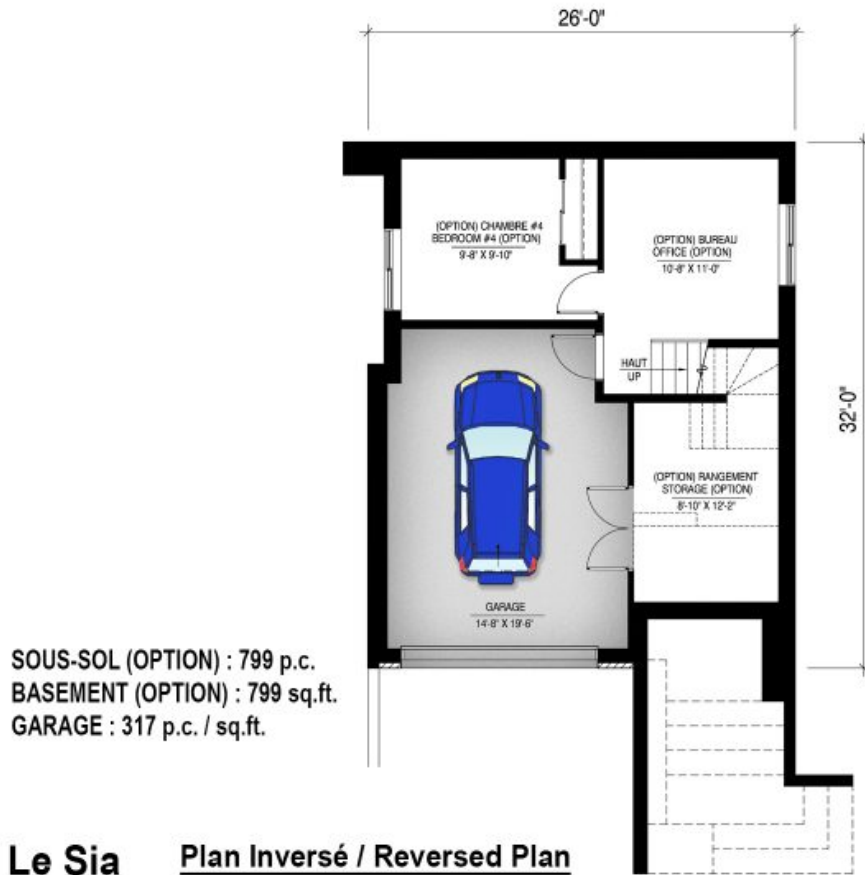 26'-0"
(OPTION) CHAMBRE #4
BEDROOM #4 (OPTION)
9'-8" X 9'-10"
(OPTION) BUREAU
OFFICE (OPTION)
10'-8" X 11'-0"
HAUT
UP
32'-0"
(OPTION) RANGEMENT
STORAGE (OPTION)
8'-10" X 12'-2"
GARAGE
14'-8" X 19'-6"
SOUS-SOL (OPTION) : 799 p.c.
BASEMENT (OPTION) : 799 sq.ft.
GARAGE : 317 p.c. / sq.ft.
Le Sia
Plan Inversé / Reversed Plan